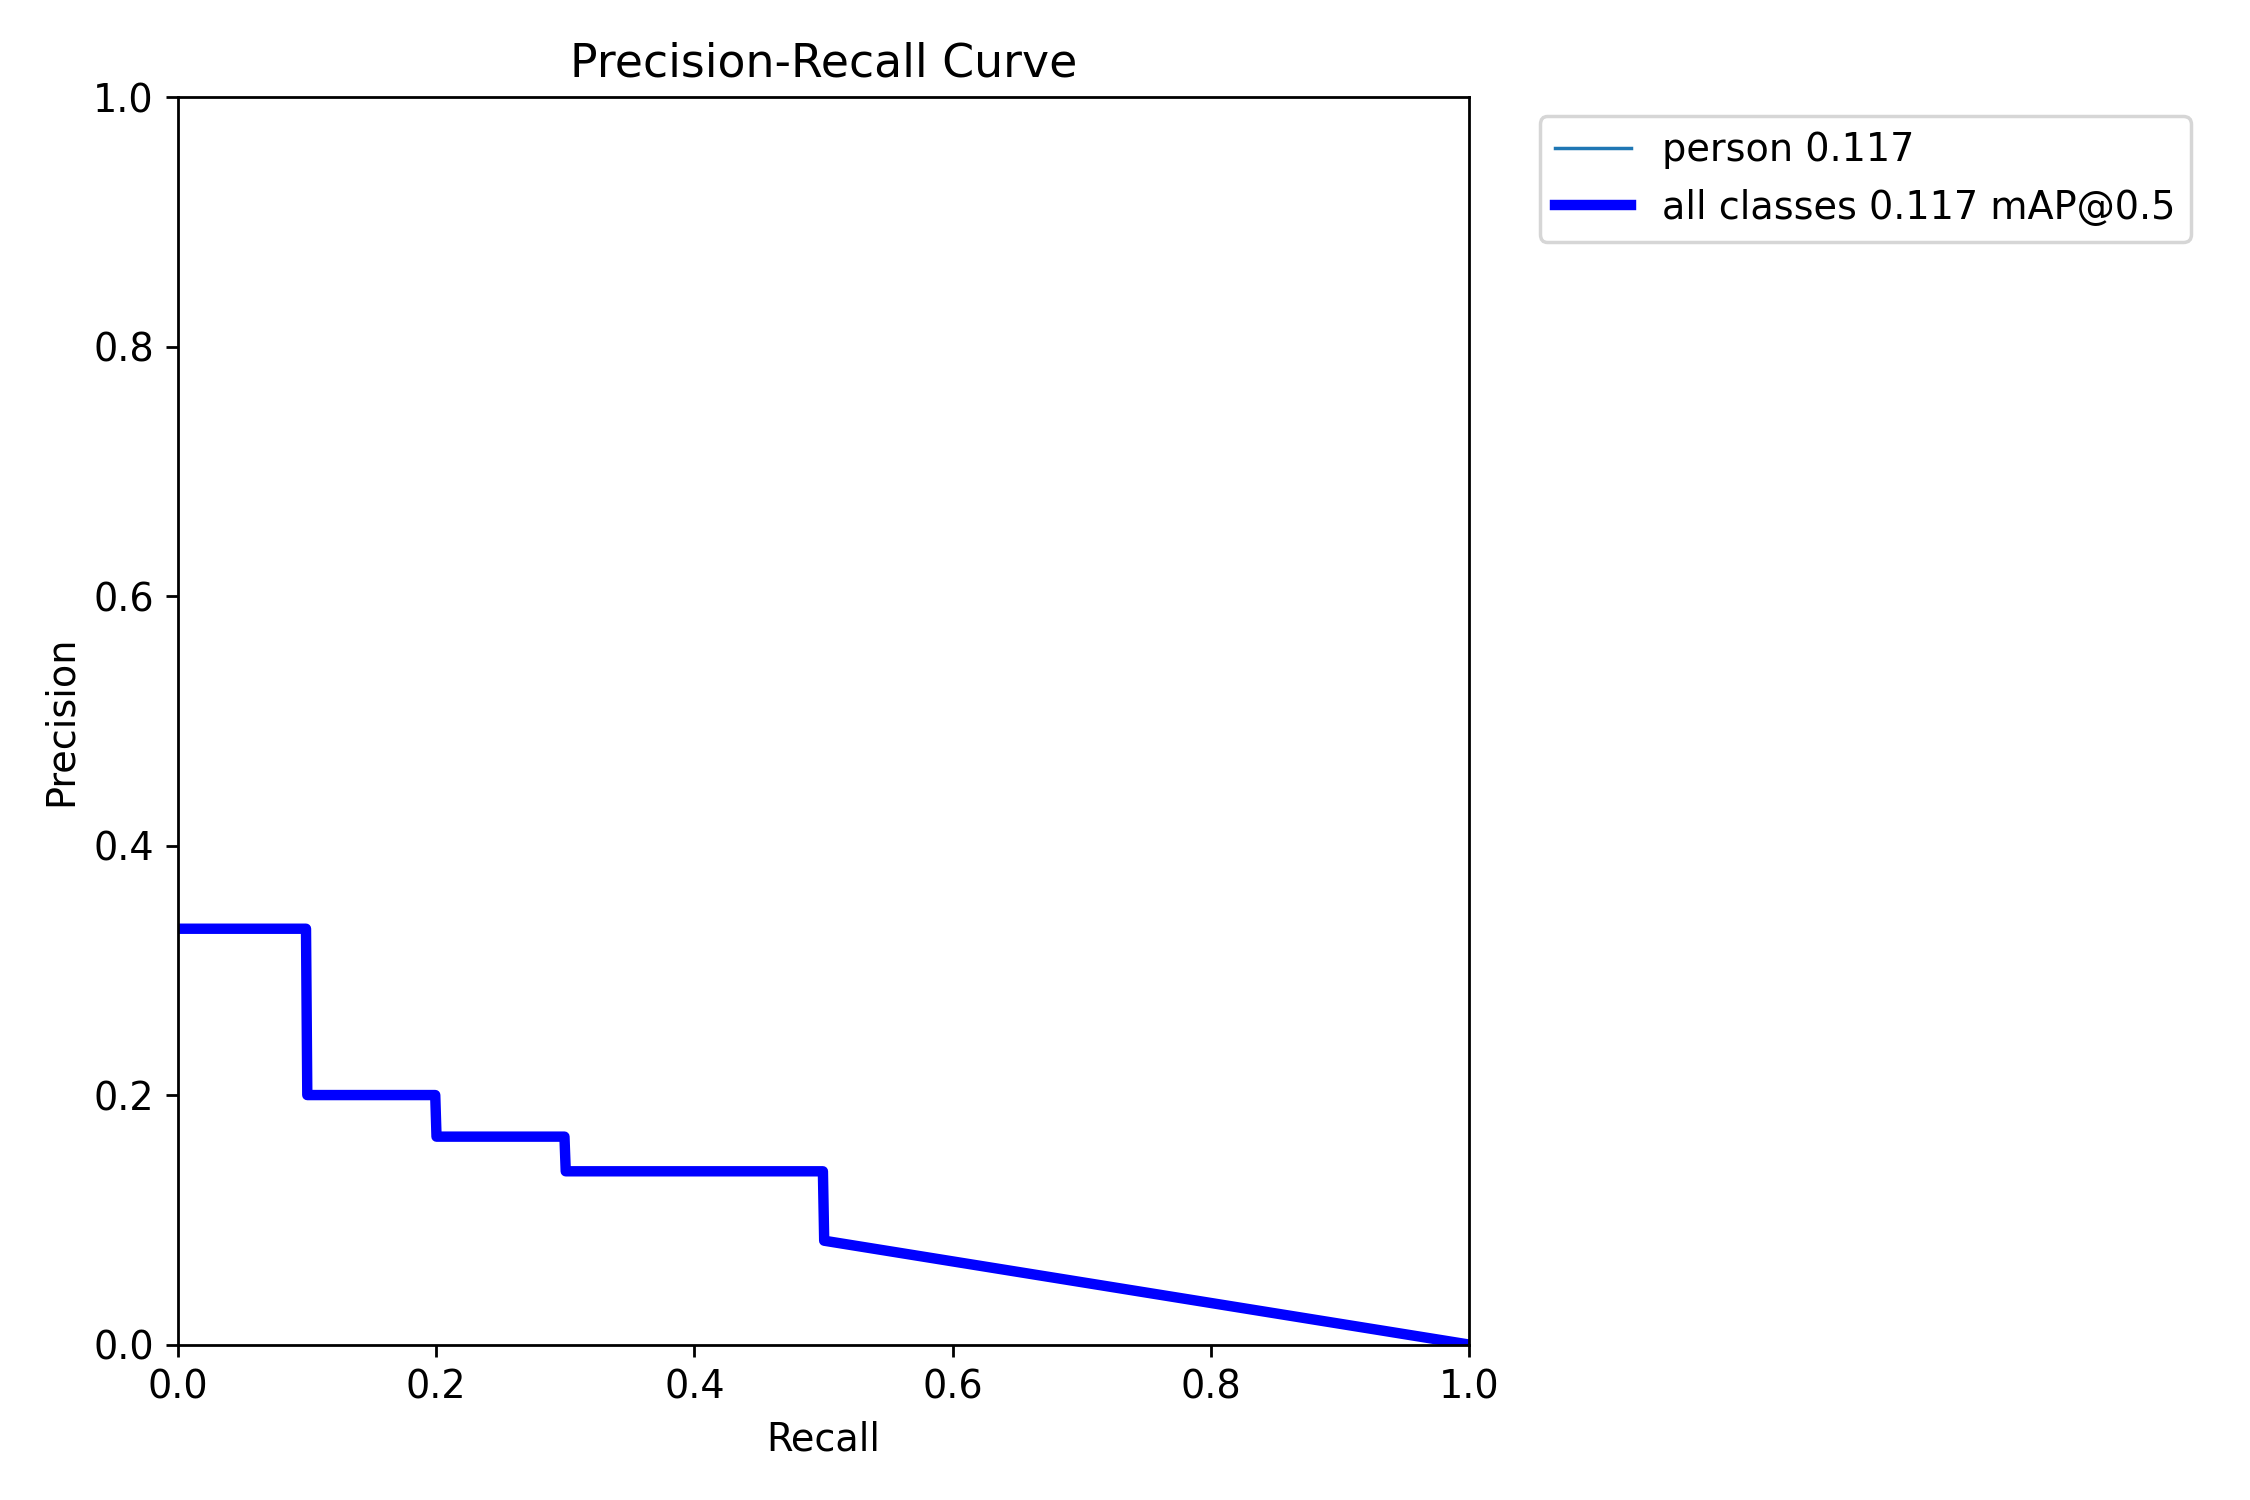 Precision-Recall Curve
person 0.117
all classes 0.117 mAP@0.5
Precision
1.0
0.8
0.6
0.4
0.2
0.0
0.0 0.2 0.4 0.6 0.8 1.0
Recall